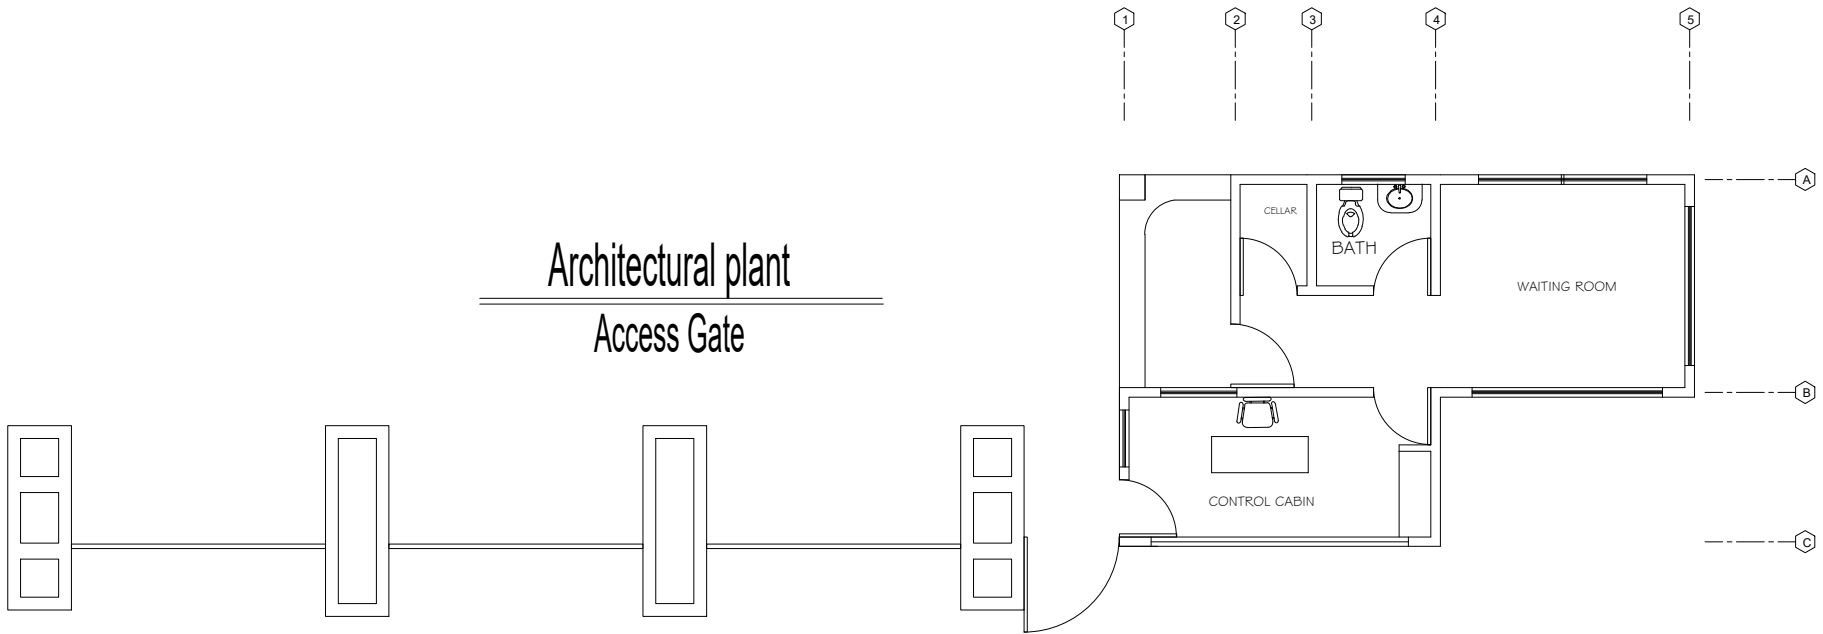 1 2 3 4 5
A
CELLAR
BATH
Architectural plant
WAITING ROOM
Access Gate
B
CONTROL CABIN
C